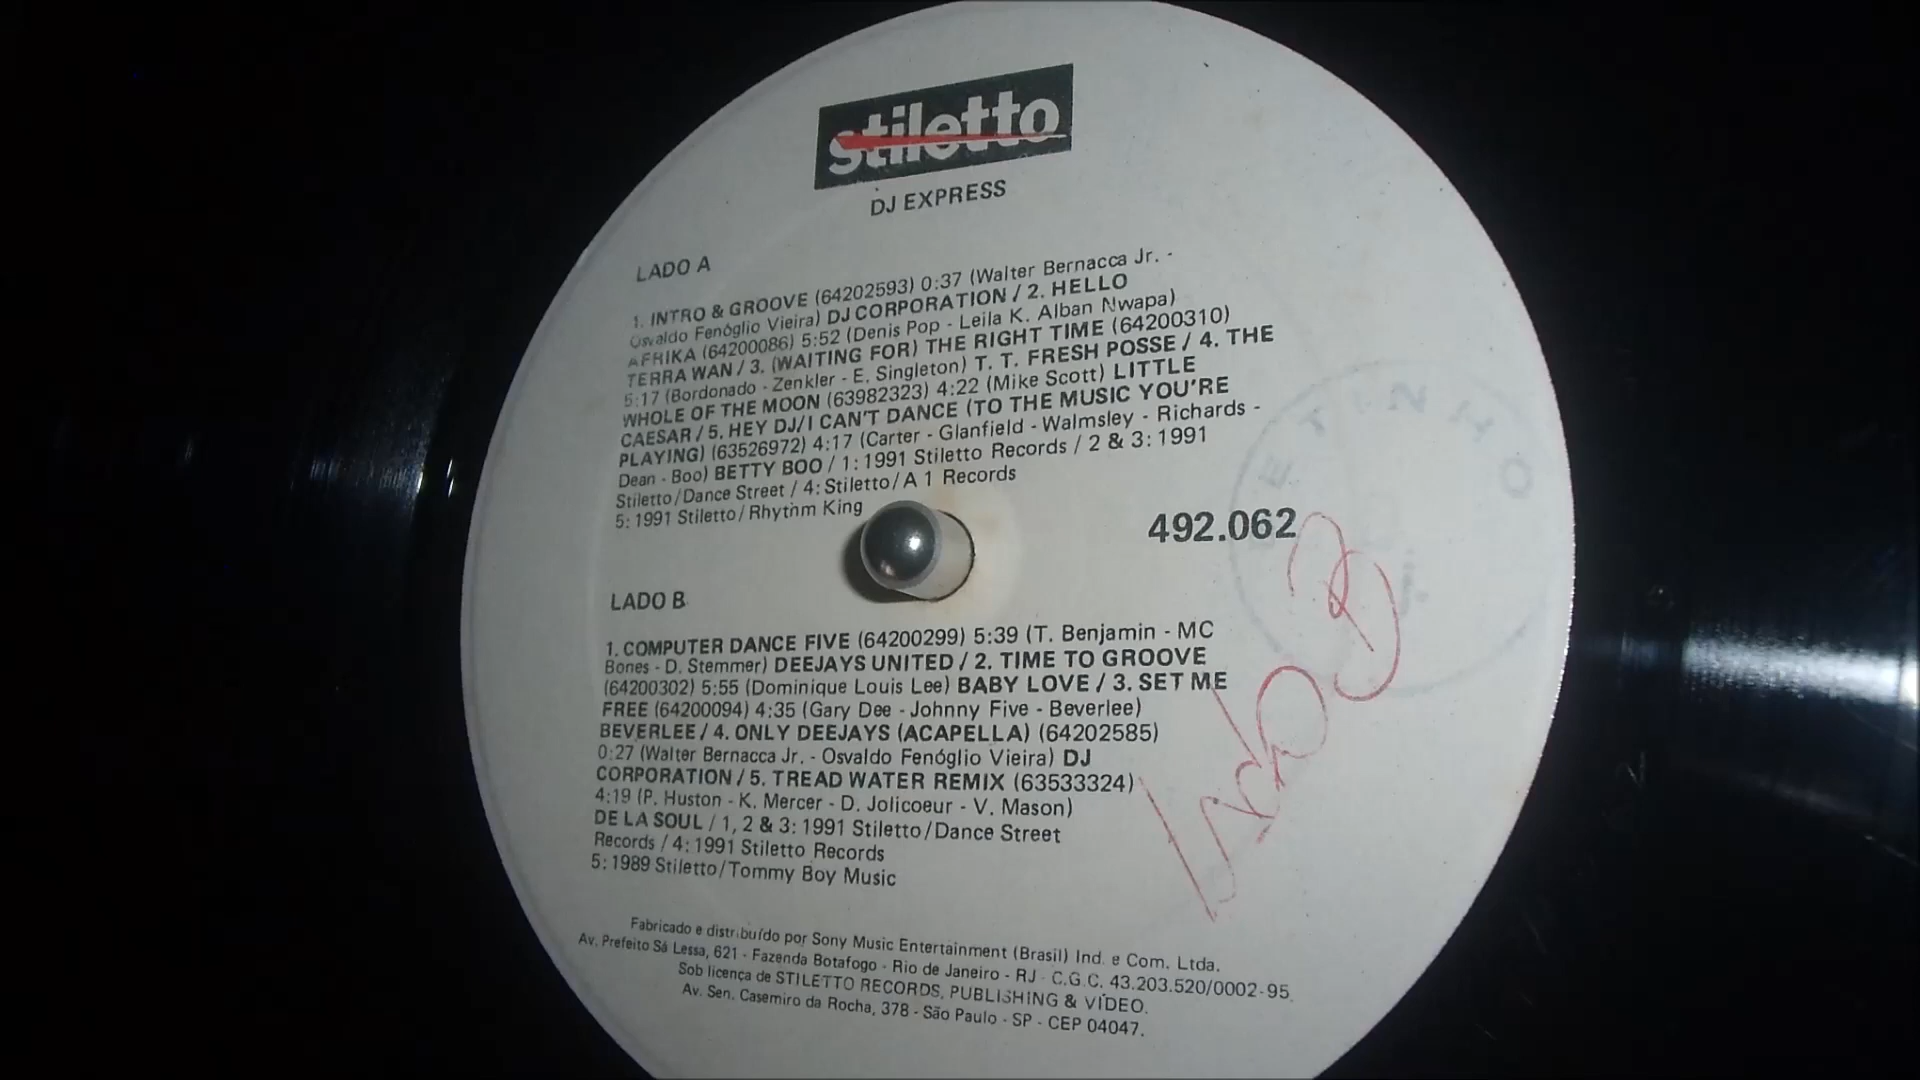 stiletto
DJ EXPRESS
LADO A
1. INTRO & GROOVE (64202593) 0:37 (Walter Bernacca Jr. -
Osvaldo Fenóglio Vieira) DJ CORPORATION / 2. HELLO
AFRIKA (64200086) 5:52 (Denis Pop - Leila K. Alban Nwapa)
TERRA WAN / 3. (WAITING FOR) THE RIGHT TIME (64200310)
5:17 (Bordonado - Zenkler - E. Singleton) T. T. FRESH POSSE / 4. THE
WHOLE OF THE MOON (63982323) 4:22 (Mike Scott) LITTLE
CAESAR / 5. HEY DJ/I CAN'T DANCE (TO THE MUSIC YOU'RE
PLAYING) (63526972) 4:17 (Carter - Glanfield - Walmsley - Richards -
Dean - Boo) BETTY BOO / 1: 1991 Stiletto Records / 2 & 3: 1991
Stiletto/Dance Street / 4: Stiletto/A 1 Records
5: 1991 Stiletto/Rhythm King
492.062
LADO B
1. COMPUTER DANCE FIVE (64200299) 5:39 (T. Benjamin - MC
Bones - D. Stemmer) DEEJAYS UNITED / 2. TIME TO GROOVE
(64200302) 5:55 (Dominique Louis Lee) BABY LOVE / 3. SET ME
FREE (64200094) 4:35 (Gary Dee - Johnny Five - Beverlee)
BEVERLEE / 4. ONLY DEEJAYS (ACAPELLA) (64202585)
0:27 (Walter Bernacca Jr. - Osvaldo Fenóglio Vieira) DJ
CORPORATION / 5. TREAD WATER REMIX (63533324)
4:19 (P. Huston - K. Mercer - D. Jolicoeur - V. Mason)
DE LA SOUL / 1, 2 & 3: 1991 Stiletto/Dance Street
Records / 4: 1991 Stiletto Records
5: 1989 Stiletto/Tommy Boy Music
Fabricado e distribuído por Sony Music Entertainment (Brasil) Ind. e Com. Ltda.
Av. Prefeito Sá Lessa, 621 - Fazenda Botafogo - Rio de Janeiro - RJ - C.G.C. 43.203.520/0002-95.
Sob licença de STILETTO RECORDS, PUBLISHING & VÍDEO.
Av. Sen. Casemiro da Rocha, 378 - São Paulo - SP - CEP 04047.